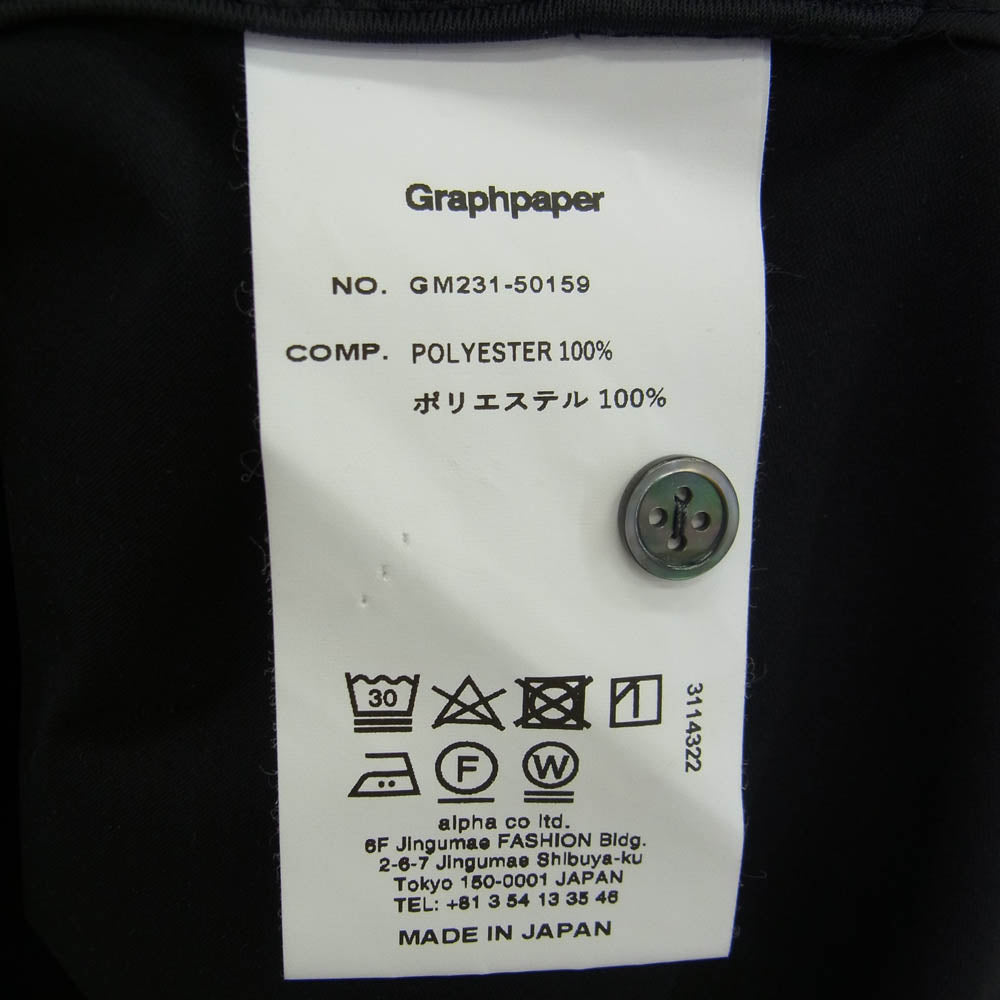 Graphpaper
NO. GM231-50159
COMP. POLYESTER 100%
ポリエステル 100%
30
1
3114322
F
W
alpha co ltd.
6F Jingumae FASHION Bldg.
2-6-7 Jingumae Shibuya-ku
Tokyo 150-0001 JAPAN
TEL: +81 3 54 13 35 46
MADE IN JAPAN